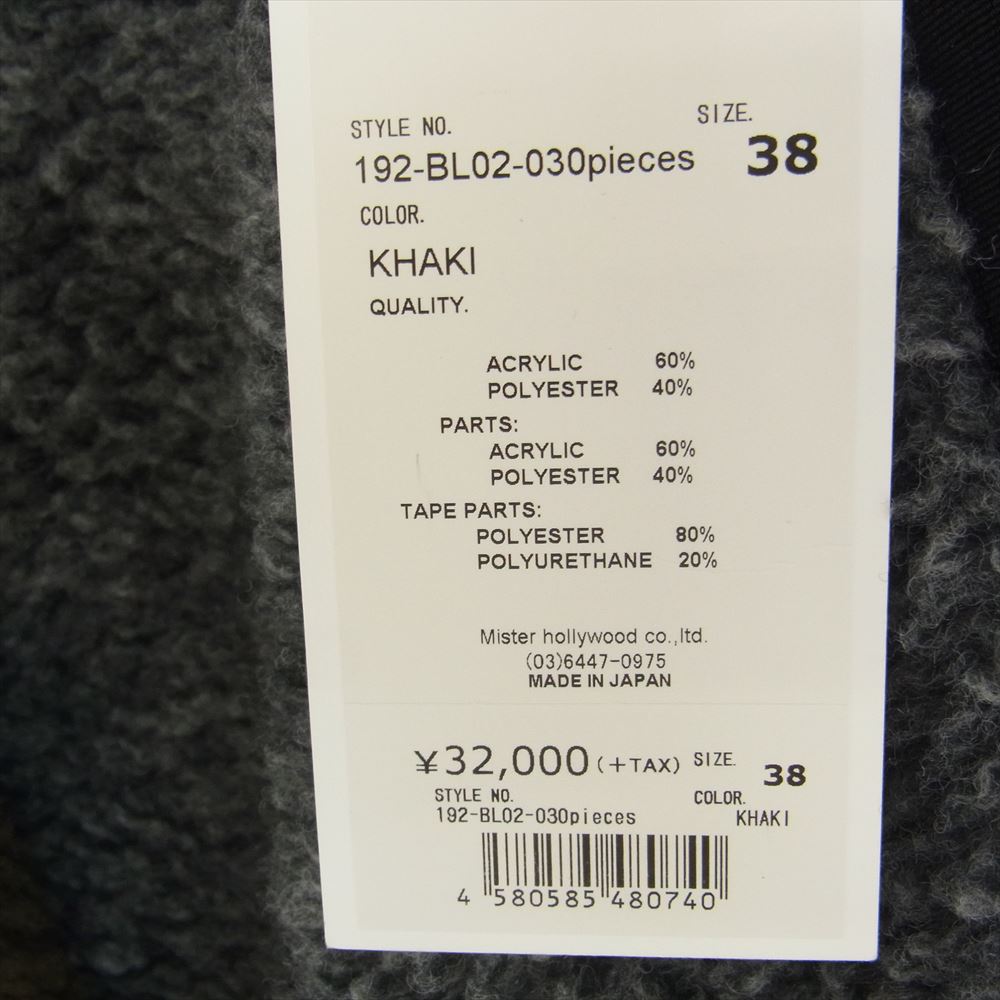 STYLE NO. SIZE.
192-BL02-030pieces 38
COLOR.
KHAKI
QUALITY.
ACRYLIC 60%
POLYESTER 40%
PARTS:
ACRYLIC 60%
POLYESTER 40%
TAPE PARTS:
POLYESTER 80%
POLYURETHANE 20%
Mister hollywood co.,ltd.
(03)6447-0975
MADE IN JAPAN
¥32,000(+TAX) SIZE. 38
STYLE NO. COLOR.
192-BL02-030pieces KHAKI
4 580585 480740